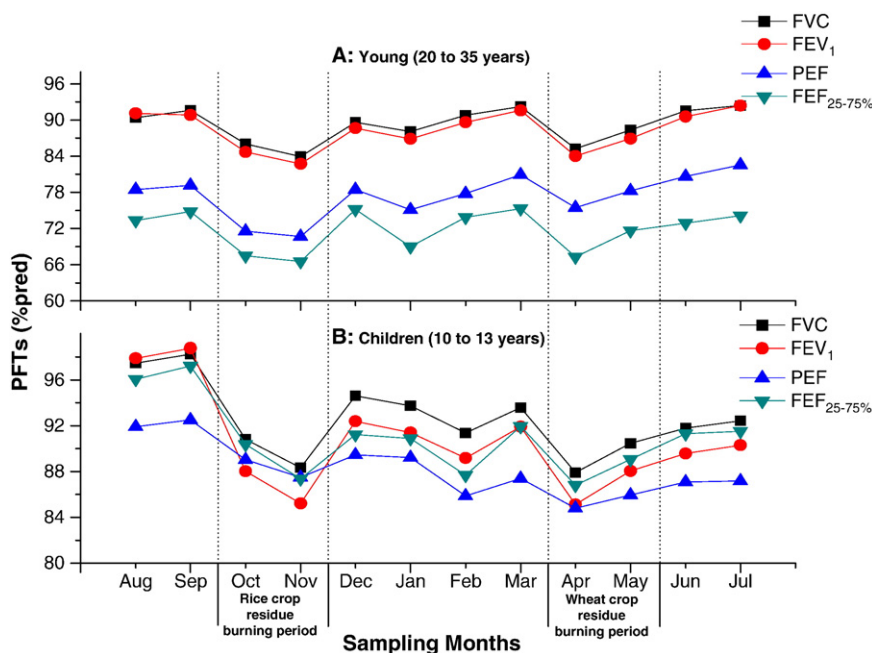 A: Young (20 to 35 years)
FVC
FEV1
PEF
FEF25-75%
96
90
84
78
72
66
60
PFTs (%pred)
B: Children (10 to 13 years)
FVC
FEV1
PEF
FEF25-75%
96
92
88
84
80
Aug Sep Oct Nov Dec Jan Feb Mar Apr May Jun Jul
Rice crop
residue
burning period
Wheat crop
residue
burning period
Sampling Months